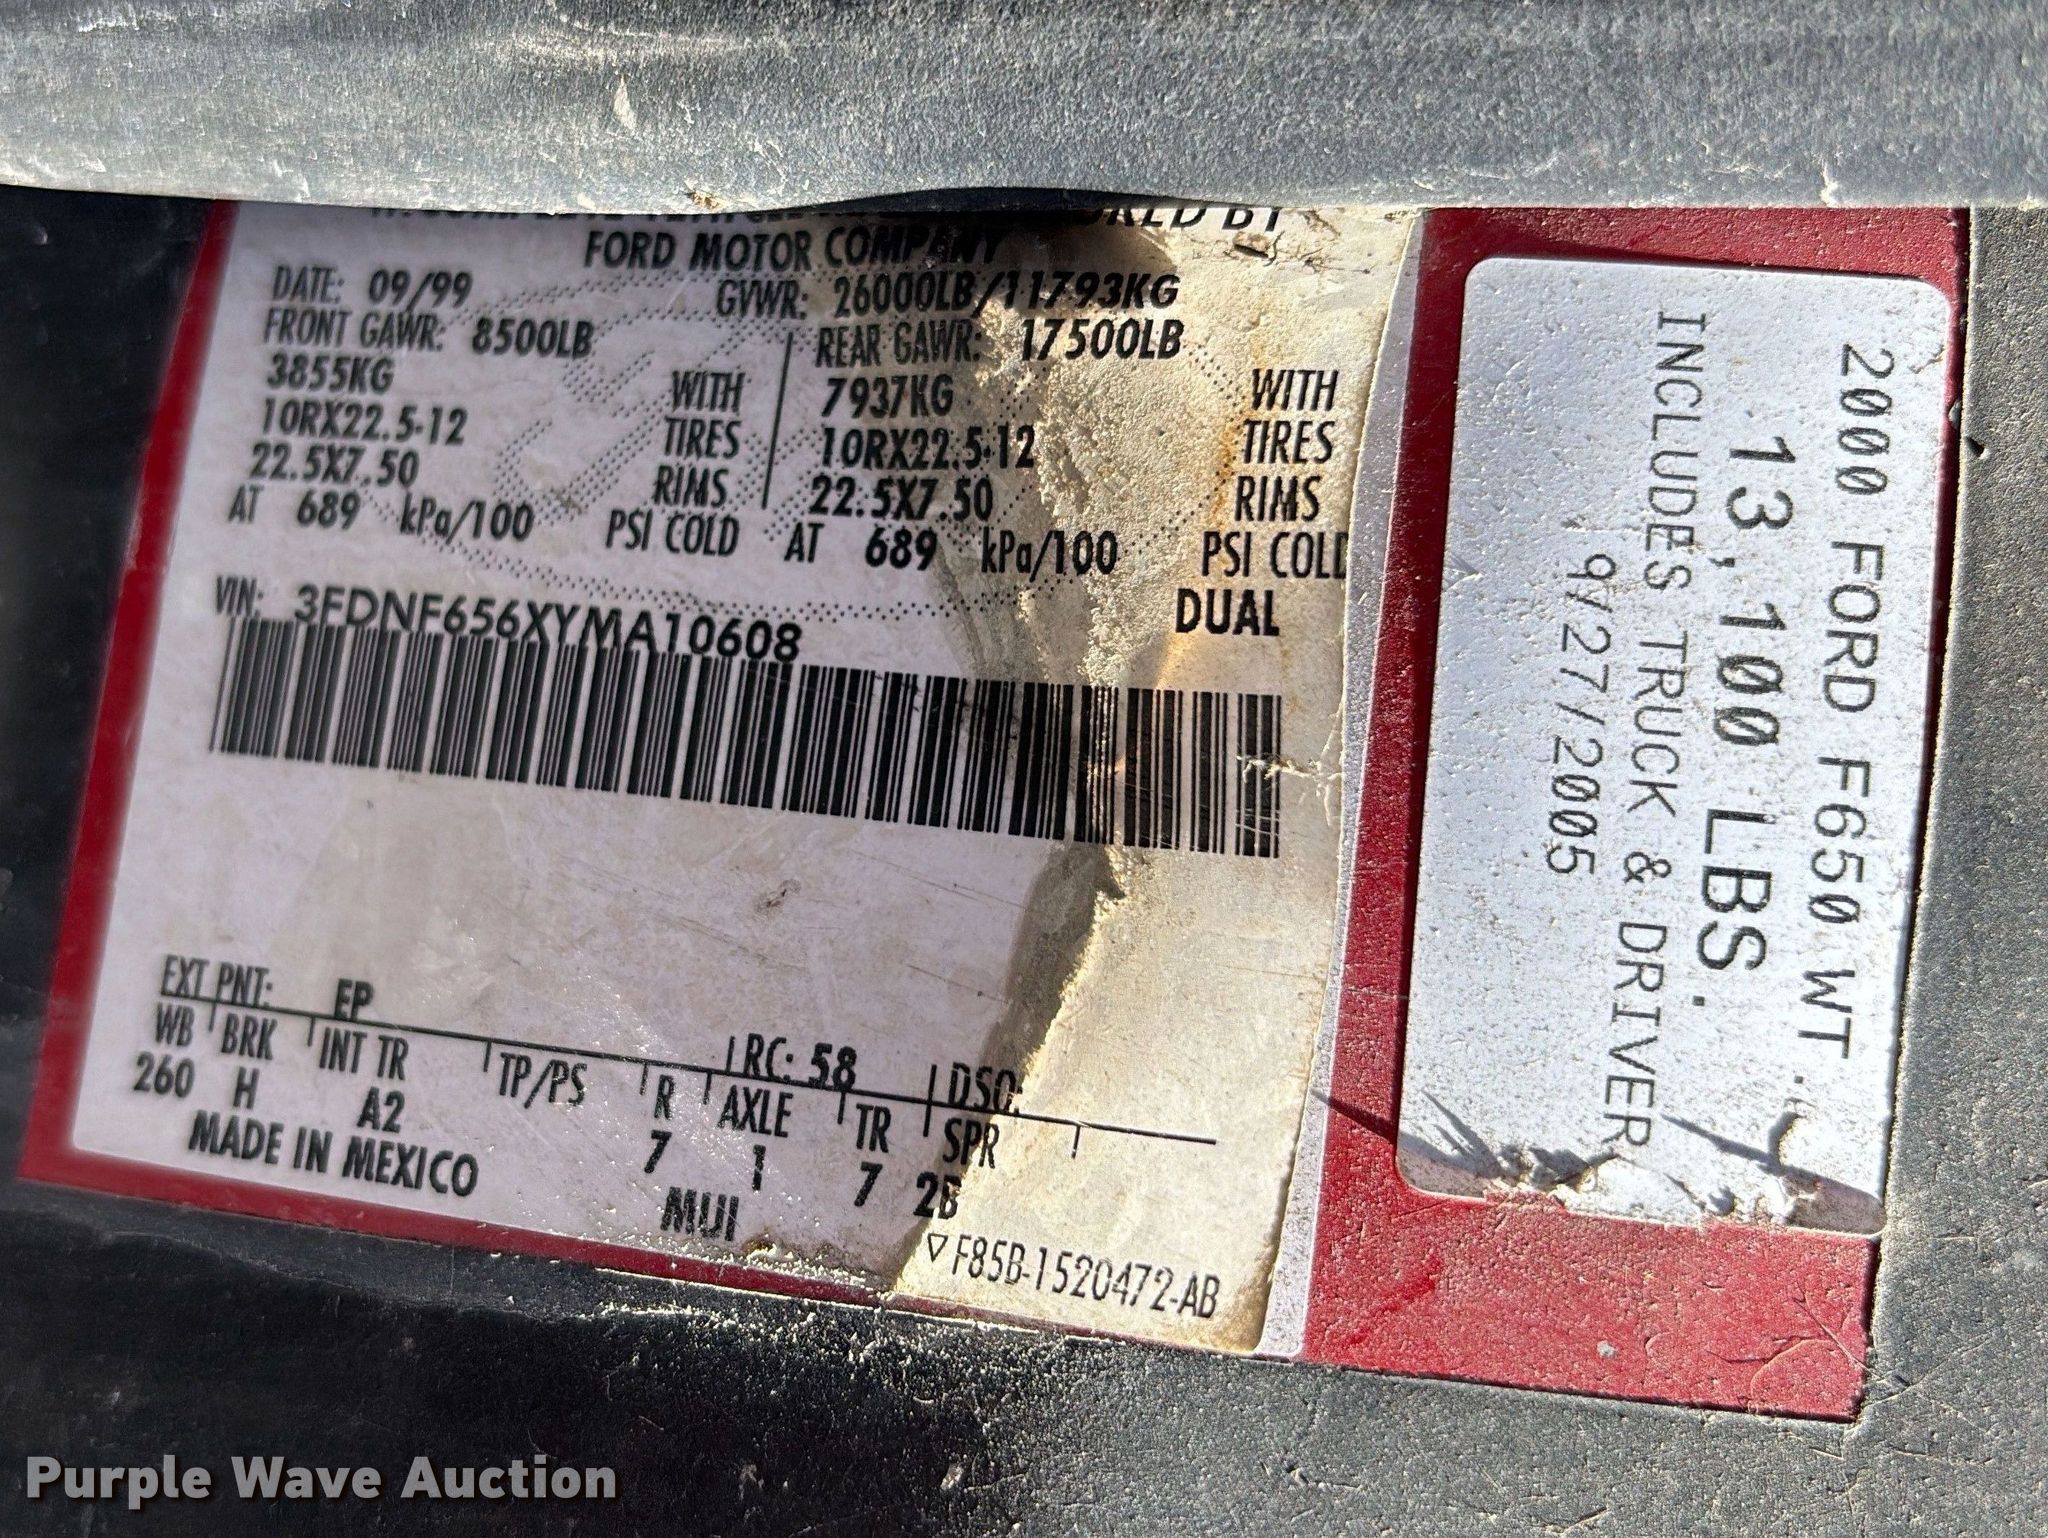 FORD MOTOR COMPANY
DATE: 09/99 GVWR: 26000LB/11793KG
FRONT GAWR: 8500LB REAR GAWR: 17500LB
3855KG WITH 7937KG WITH
10RX22.5-12 TIRES 10RX22.5-12 TIRES
22.5X7.50 RIMS 22.5X7.50 RIMS
AT 689 kPa/100 PSI COLD AT 689 kPa/100 PSI COLD
DUAL
VIN: 3FDNF656XYMA10608
EXT PNT: EP RC: 58 DSO:
WB BRK INT TR TP/PS R AXLE TR SPR
260 H A2 7 1 7 2B
MADE IN MEXICO MUI
▽F85B-1520472-AB
2000 FORD F650 WT.
13,100 LBS.
INCLUDES TRUCK & DRIVER
9/27/2005
Purple Wave Auction